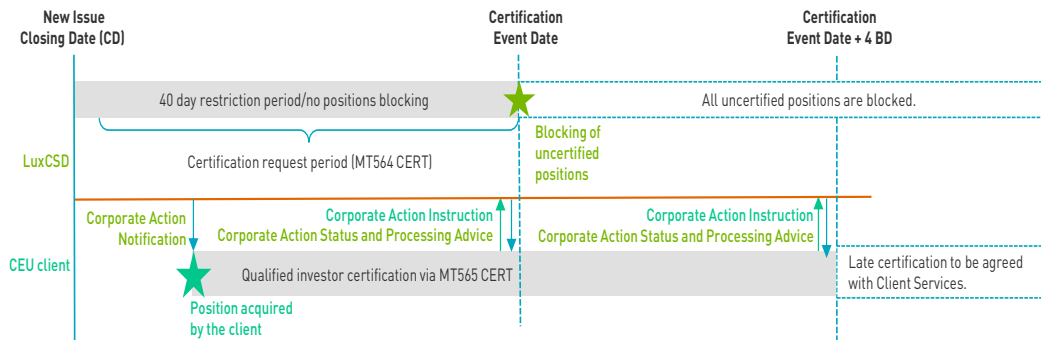 New Issue
Closing Date (CD)
Certification
Event Date
Certification
Event Date + 4 BD
40 day restriction period/no positions blocking
All uncertified positions are blocked.
Blocking of
uncertified
positions
Certification request period (MT564 CERT)
LuxCSD
Corporate Action
Notification
Corporate Action Instruction
Corporate Action Status and Processing Advice
Corporate Action Instruction
Corporate Action Status and Processing Advice
CEU client
Qualified investor certification via MT565 CERT
Late certification to be agreed
with Client Services.
Position acquired
by the client